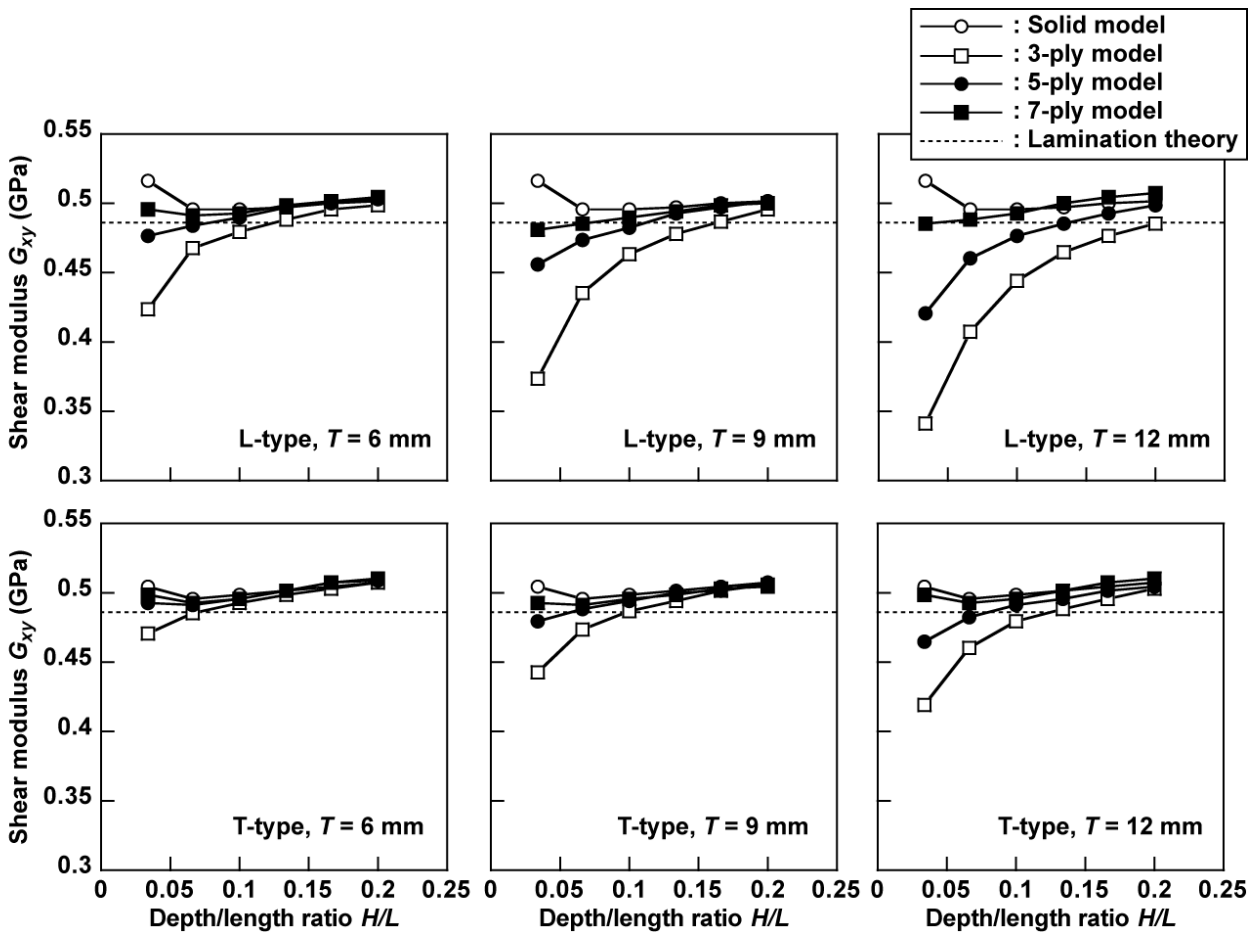 : Solid model
: 3-ply model
: 5-ply model
: 7-ply model
: Lamination theory
Shear modulus Gxy (GPa)
0.55
0.5
0.45
0.4
0.35
0.3
L-type, T = 6 mm
L-type, T = 9 mm
L-type, T = 12 mm
Shear modulus Gxy (GPa)
0.55
0.5
0.45
0.4
0.35
0.3
T-type, T = 6 mm
T-type, T = 9 mm
T-type, T = 12 mm
0 0.05 0.1 0.15 0.2 0.25
0 0.05 0.1 0.15 0.2 0.25
0 0.05 0.1 0.15 0.2 0.25
Depth/length ratio H/L
Depth/length ratio H/L
Depth/length ratio H/L